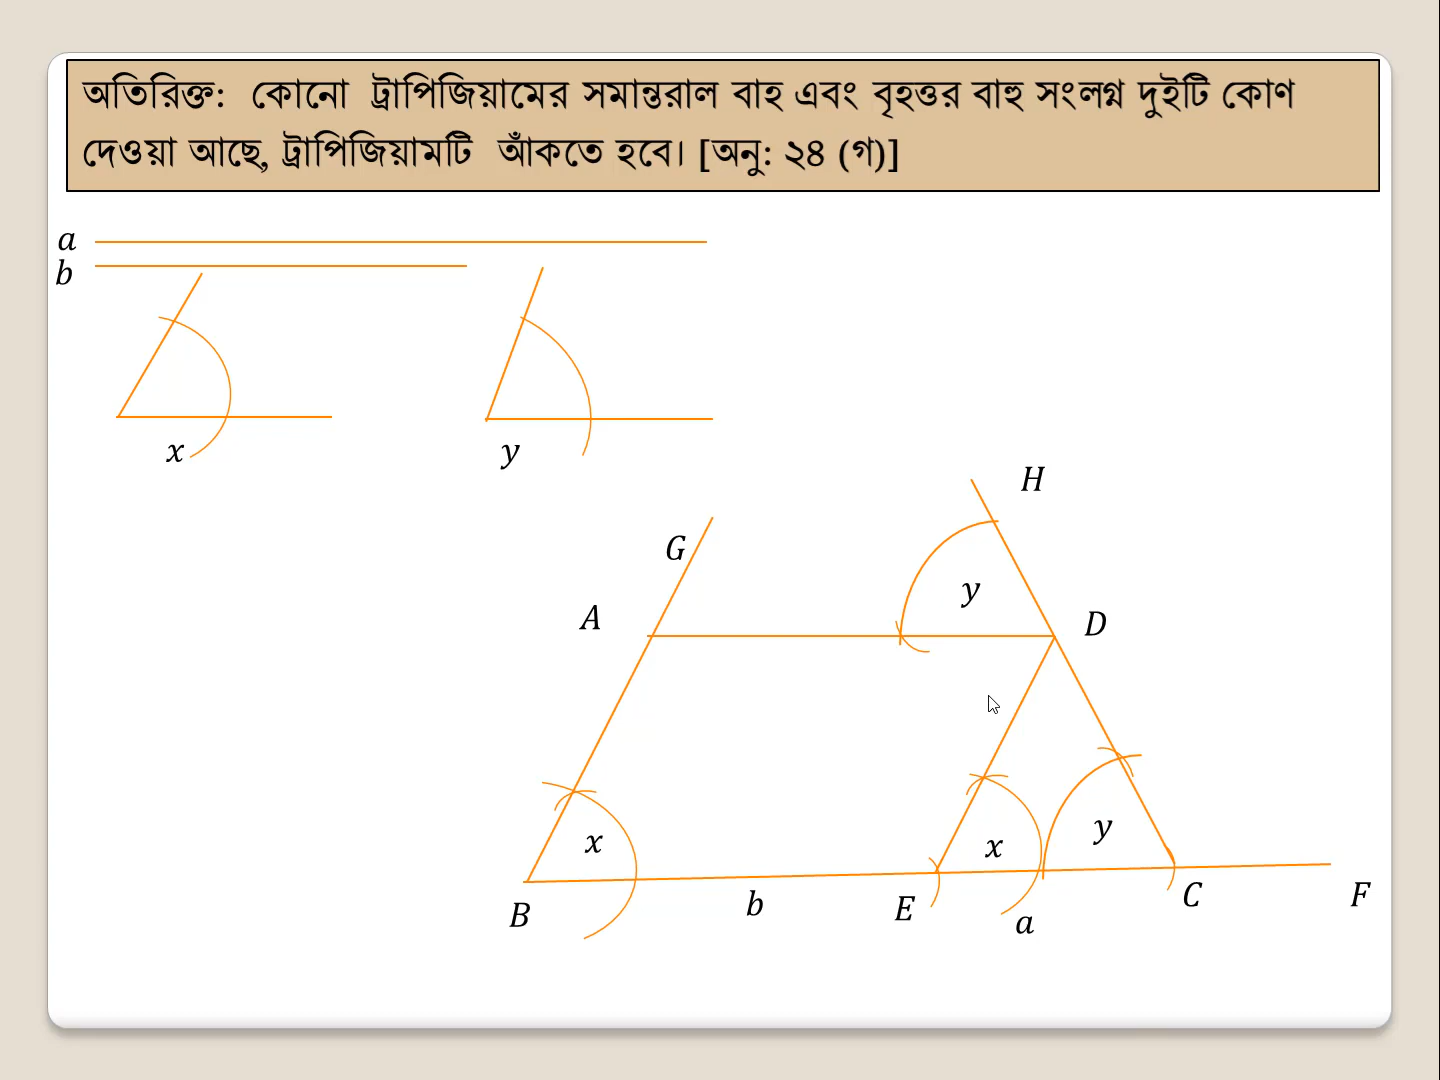 অতিরিক্ত: কোনো ট্রাপিজিয়ামের সমান্তরাল বাহু এবং বৃহত্তর বাহু সংলগ্ন দুইটি কোণ
দেওয়া আছে, ট্রাপিজিয়ামটি আঁকতে হবে। [অনু: ২৪ (গ)]
a
b
x y
H
G
y
A D
x x y
B b E a C F